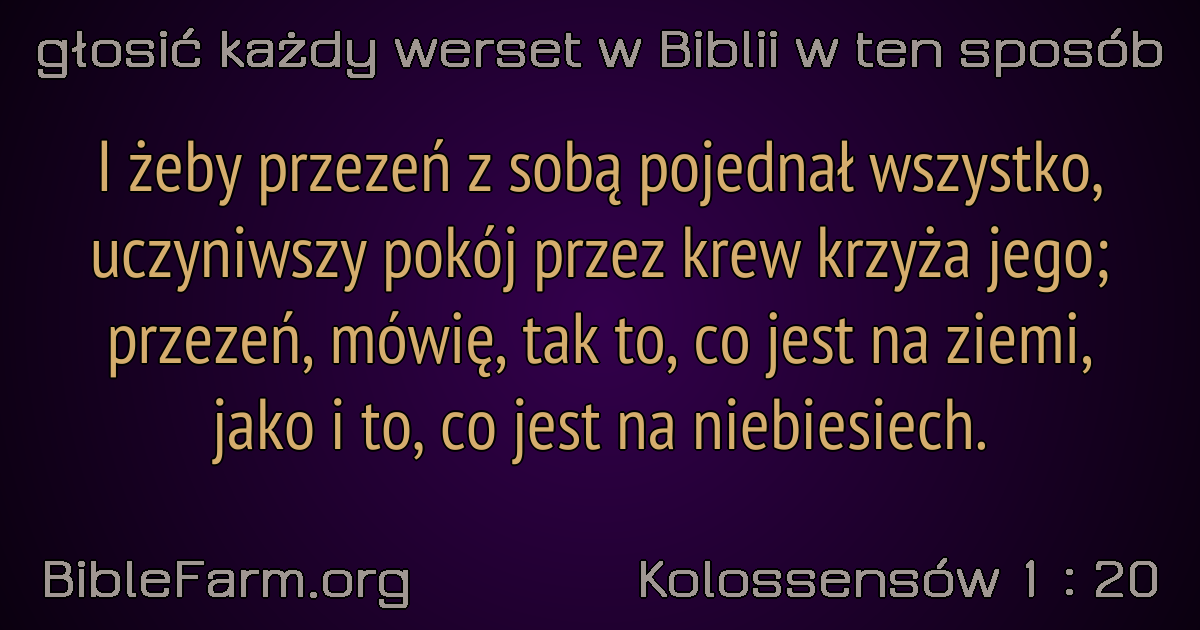 głosić każdy werset w Biblii w ten sposób
I żeby przezeń z sobą pojednał wszystko,
uczyniwszy pokój przez krew krzyża jego;
przezeń, mówię, tak to, co jest na ziemi,
jako i to, co jest na niebiesiech.
BibleFarm.org
Kolossensów 1 : 20